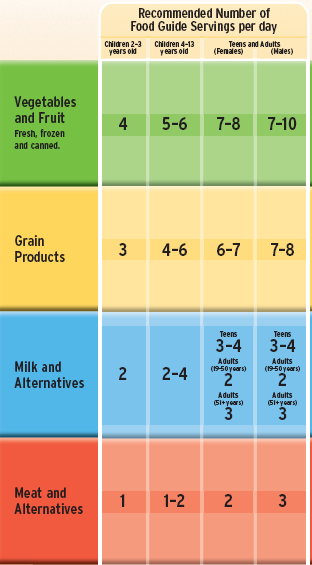 Recommended Number of
Food Guide Servings per day
Children 2-3
years old
Children 4-13
years old
Teens and Adults
(Females)
(Males)
Vegetables
and Fruit
Fresh, frozen
and canned.
4
5-6
7-8
7-10
Grain
Products
3
4-6
6-7
7-8
Milk and
Alternatives
2
2-4
Teens
3-4
Adults
(19-50 years)
2
Adults
(51+ years)
3
Teens
3-4
Adults
(19-50 years)
2
Adults
(51+ years)
3
Meat and
Alternatives
1
1-2
2
3